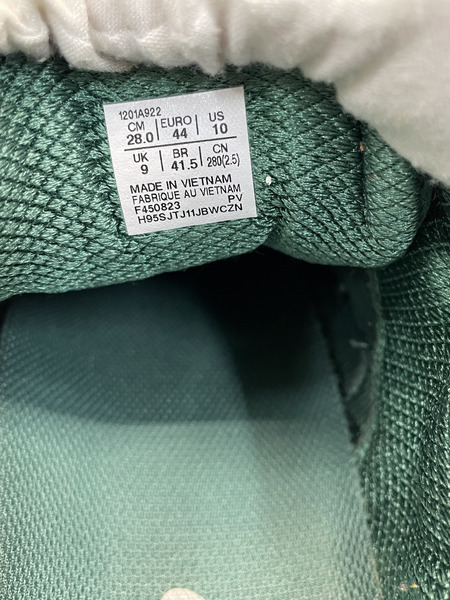 1201A922
CM | EURO | US
28.0 | 44 | 10
UK | BR | CN
9 | 41.5 | 280(2.5)
MADE IN VIETNAM
FABRIQUE AU VIETNAM
F450823 PV
H95SJTJ11JBWCZN